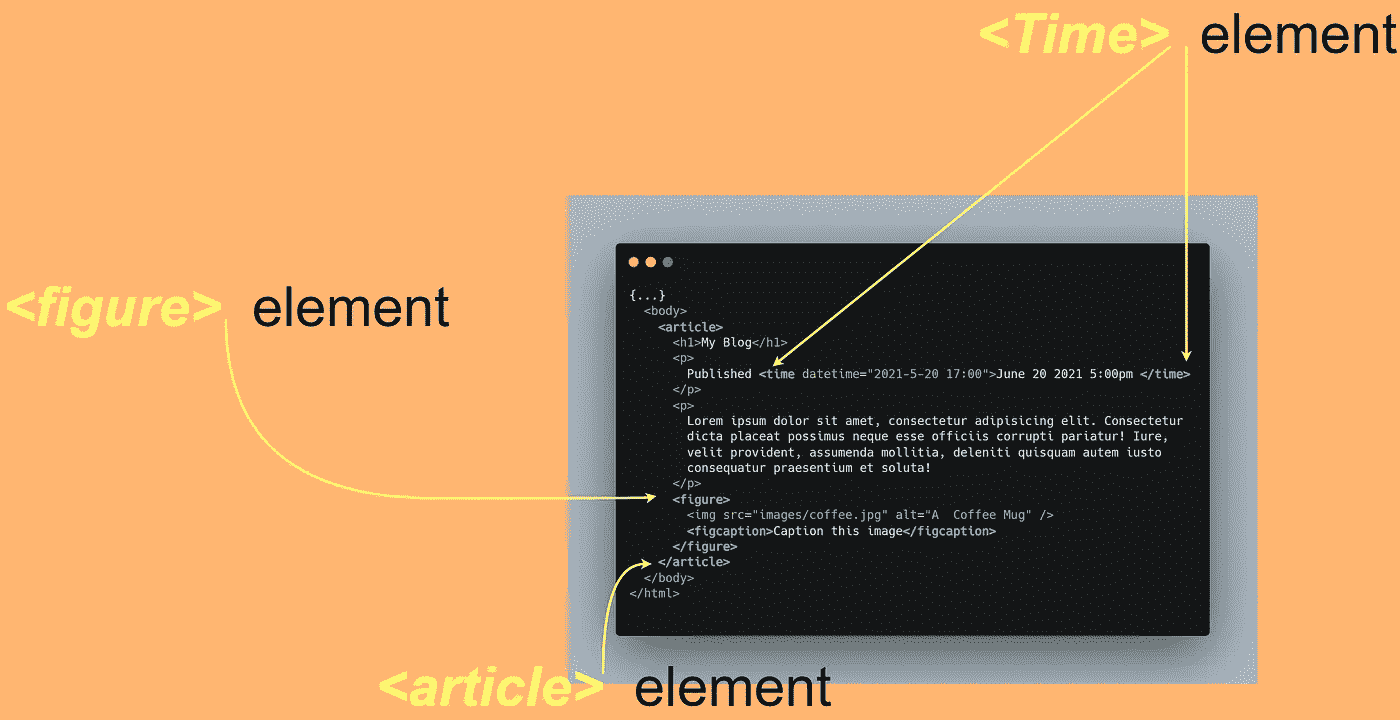 <Time> element
<figure> element
{...}
<body>
<article>
<h1>My Blog</h1>
<p>
Published <time datetime="2021-5-20 17:00">June 20 2021 5:00pm </time>
</p>
<p>
Lorem ipsum dolor sit amet, consectetur adipisicing elit. Consectetur
dicta placeat possimus neque esse officiis corrupti pariatur! Iure,
velit provident, assumenda mollitia, deleniti quisquam autem iusto
consequatur praesentium et soluta!
</p>
<figure>
<img src="images/coffee.jpg" alt="A  Coffee Mug" />
<figcaption>Caption this image</figcaption>
</figure>
</article>
</body>
</html>
<article> element